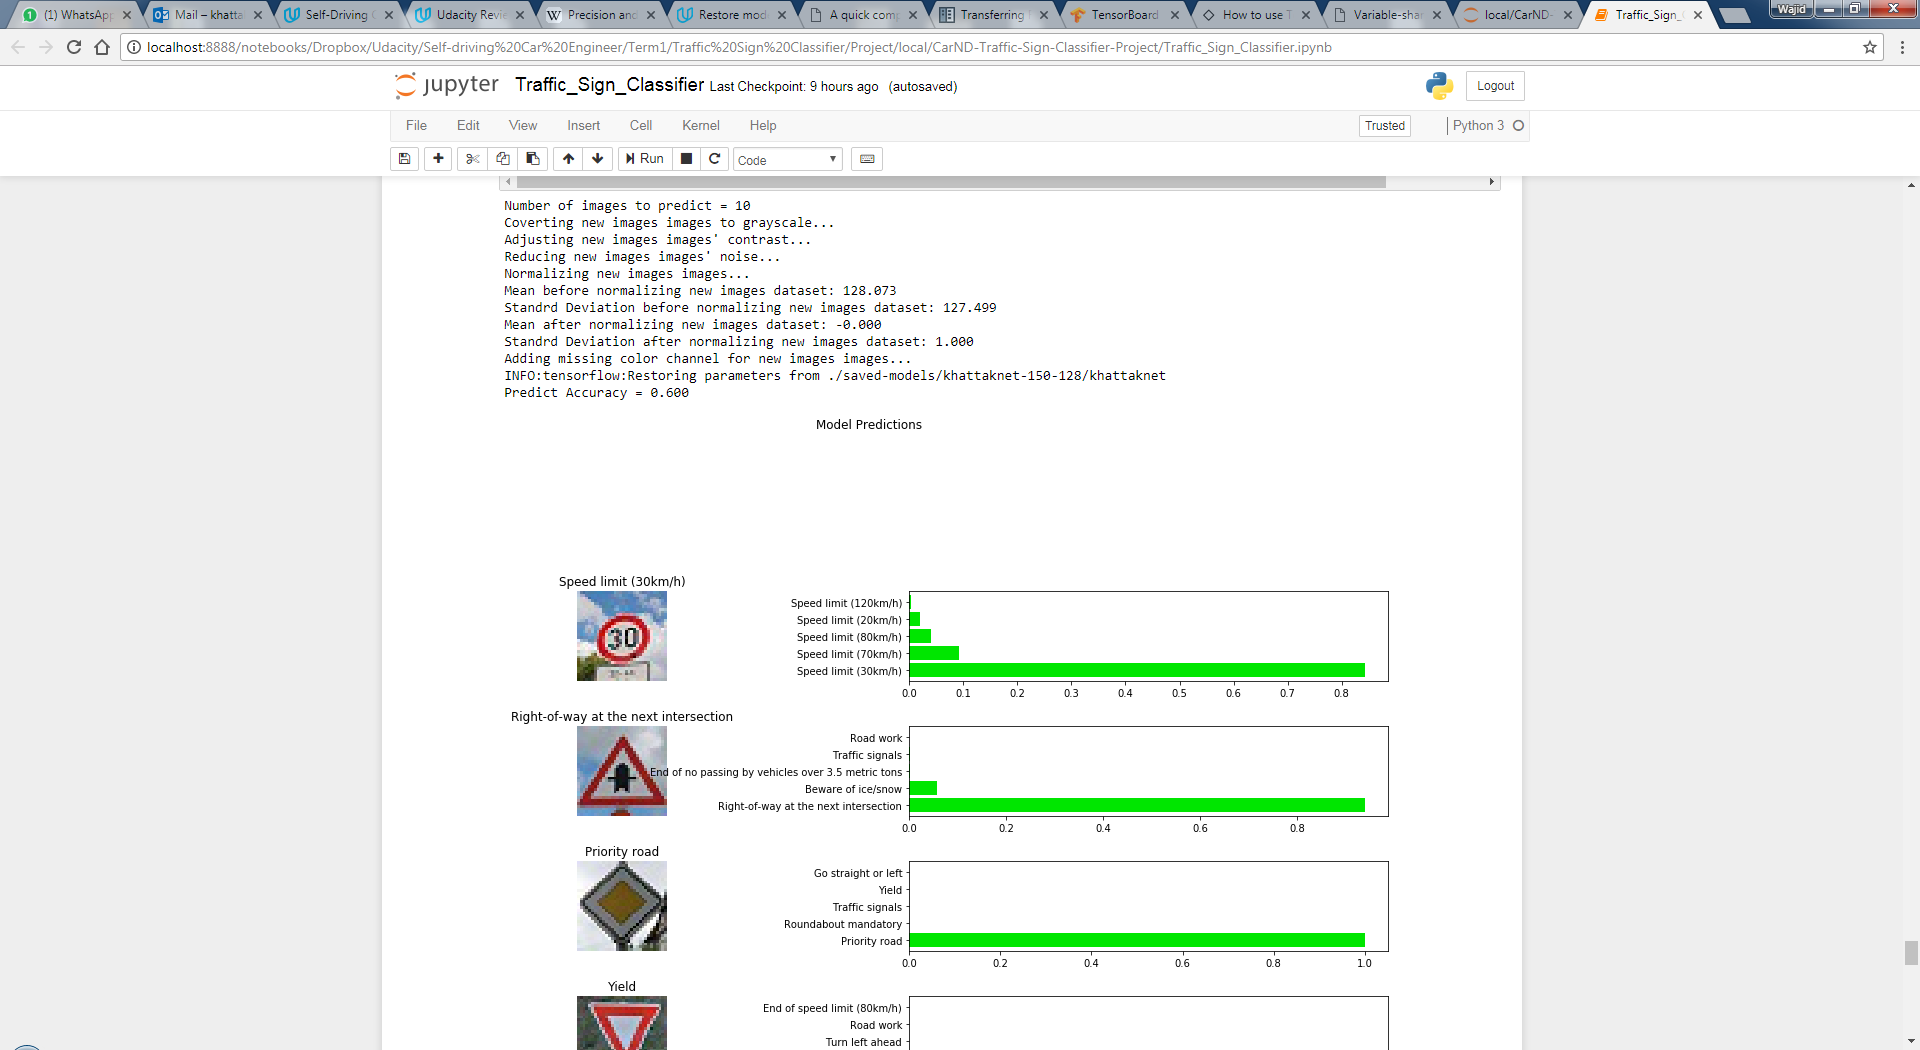 (1) WhatsApp
Mail – khatta
Self-Driving
Udacity Revie
Precision and
Restore mod
A quick com
Transferring
TensorBoard
How to use T
Variable-shar
local/CarND-
Traffic_Sign_
Wajid
localhost:8888/notebooks/Dropbox/Udacity/Self-driving%20Car%20Engineer/Term1/Traffic%20Sign%20Classifier/Project/local/CarND-Traffic-Sign-Classifier-Project/Traffic_Sign_Classifier.ipynb
jupyter Traffic_Sign_Classifier Last Checkpoint: 9 hours ago (autosaved)
Logout
File Edit View Insert Cell Kernel Help
Trusted
Python 3
Run
Code
Number of images to predict = 10
Coverting new images images to grayscale...
Adjusting new images images' contrast...
Reducing new images images' noise...
Normalizing new images images...
Mean before normalizing new images dataset: 128.073
Standrd Deviation before normalizing new images dataset: 127.499
Mean after normalizing new images dataset: -0.000
Standrd Deviation after normalizing new images dataset: 1.000
Adding missing color channel for new images images...
INFO:tensorflow:Restoring parameters from ./saved-models/khattaknet-150-128/khattaknet
Predict Accuracy = 0.600
Model Predictions
Speed limit (30km/h)
30
Speed limit (120km/h)
Speed limit (20km/h)
Speed limit (80km/h)
Speed limit (70km/h)
Speed limit (30km/h)
0.0 0.1 0.2 0.3 0.4 0.5 0.6 0.7 0.8
Right-of-way at the next intersection
Road work
Traffic signals
End of no passing by vehicles over 3.5 metric tons
Beware of ice/snow
Right-of-way at the next intersection
0.0 0.2 0.4 0.6 0.8
Priority road
Go straight or left
Yield
Traffic signals
Roundabout mandatory
Priority road
0.0 0.2 0.4 0.6 0.8 1.0
Yield
End of speed limit (80km/h)
Road work
Turn left ahead